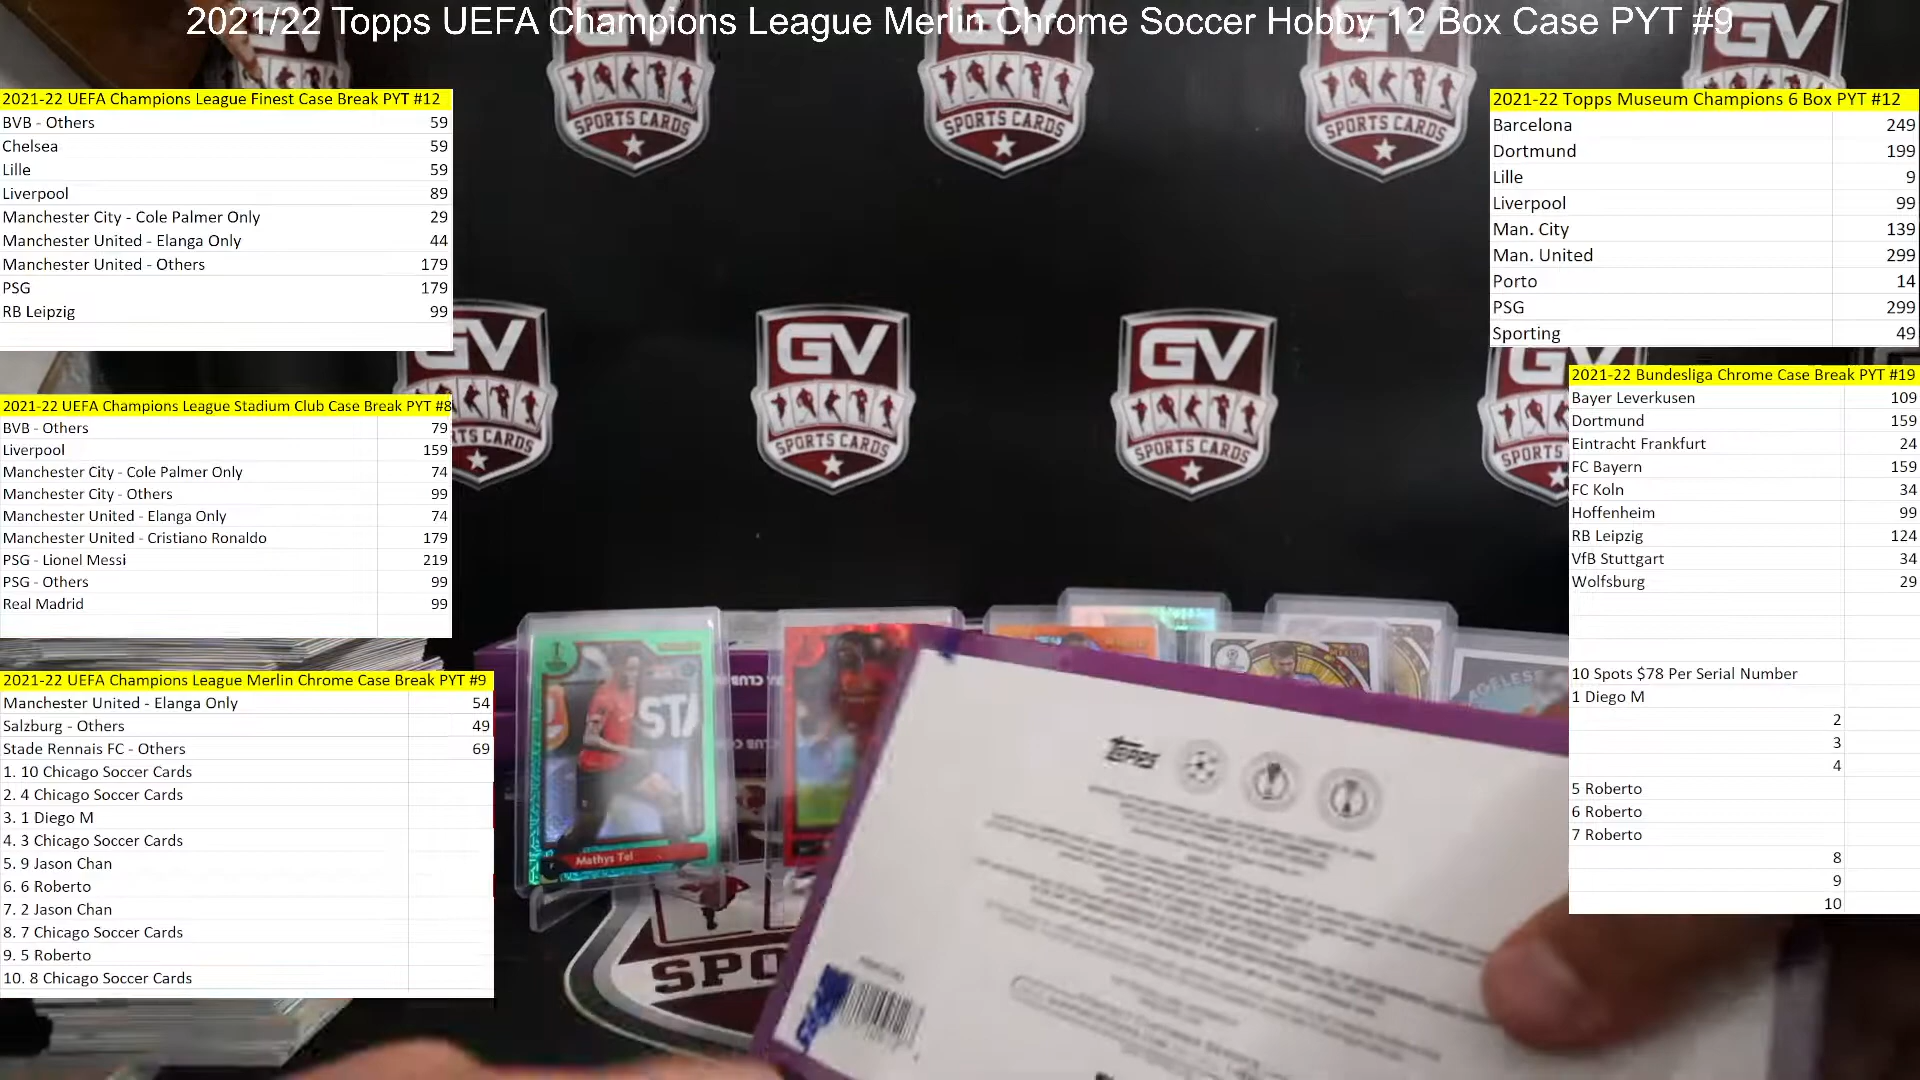 2021/22 Topps UEFA Champions League Merlin Chrome Soccer Hobby 12 Box Case PYT #9
2021-22 UEFA Champions League Finest Case Break PYT #12
BVB - Others 59
Chelsea 59
Lille 59
Liverpool 89
Manchester City - Cole Palmer Only 29
Manchester United - Elanga Only 44
Manchester United - Others 179
PSG 179
RB Leipzig 99
2021-22 UEFA Champions League Stadium Club Case Break PYT #8
BVB - Others 79
Liverpool 159
Manchester City - Cole Palmer Only 74
Manchester City - Others 99
Manchester United - Elanga Only 74
Manchester United - Cristiano Ronaldo 179
PSG - Lionel Messi 219
PSG - Others 99
Real Madrid 99
2021-22 UEFA Champions League Merlin Chrome Case Break PYT #9
Manchester United - Elanga Only 54
Salzburg - Others 49
Stade Rennais FC - Others 69
1. 10 Chicago Soccer Cards
2. 4 Chicago Soccer Cards
3. 1 Diego M
4. 3 Chicago Soccer Cards
5. 9 Jason Chan
6. 6 Roberto
7. 2 Jason Chan
8. 7 Chicago Soccer Cards
9. 5 Roberto
10. 8 Chicago Soccer Cards
2021-22 Topps Museum Champions 6 Box PYT #12
Barcelona 249
Dortmund 199
Lille 9
Liverpool 99
Man. City 139
Man. United 299
Porto 14
PSG 299
Sporting 49
2021-22 Bundesliga Chrome Case Break PYT #19
Bayer Leverkusen 109
Dortmund 159
Eintracht Frankfurt 24
FC Bayern 159
FC Koln 34
Hoffenheim 99
RB Leipzig 124
VfB Stuttgart 34
Wolfsburg 29
10 Spots $78 Per Serial Number
1 Diego M
2
3
4
5 Roberto
6 Roberto
7 Roberto
8
9
10
GV
SPORTS CARDS
SPORTS CARDS
SPORTS CARDS
GV
GV
SPORTS CARDS
GV
SPORTS CARDS
GV
SPORTS CARDS
Mathys Tel
STA
AGELESS
Topps
SPO